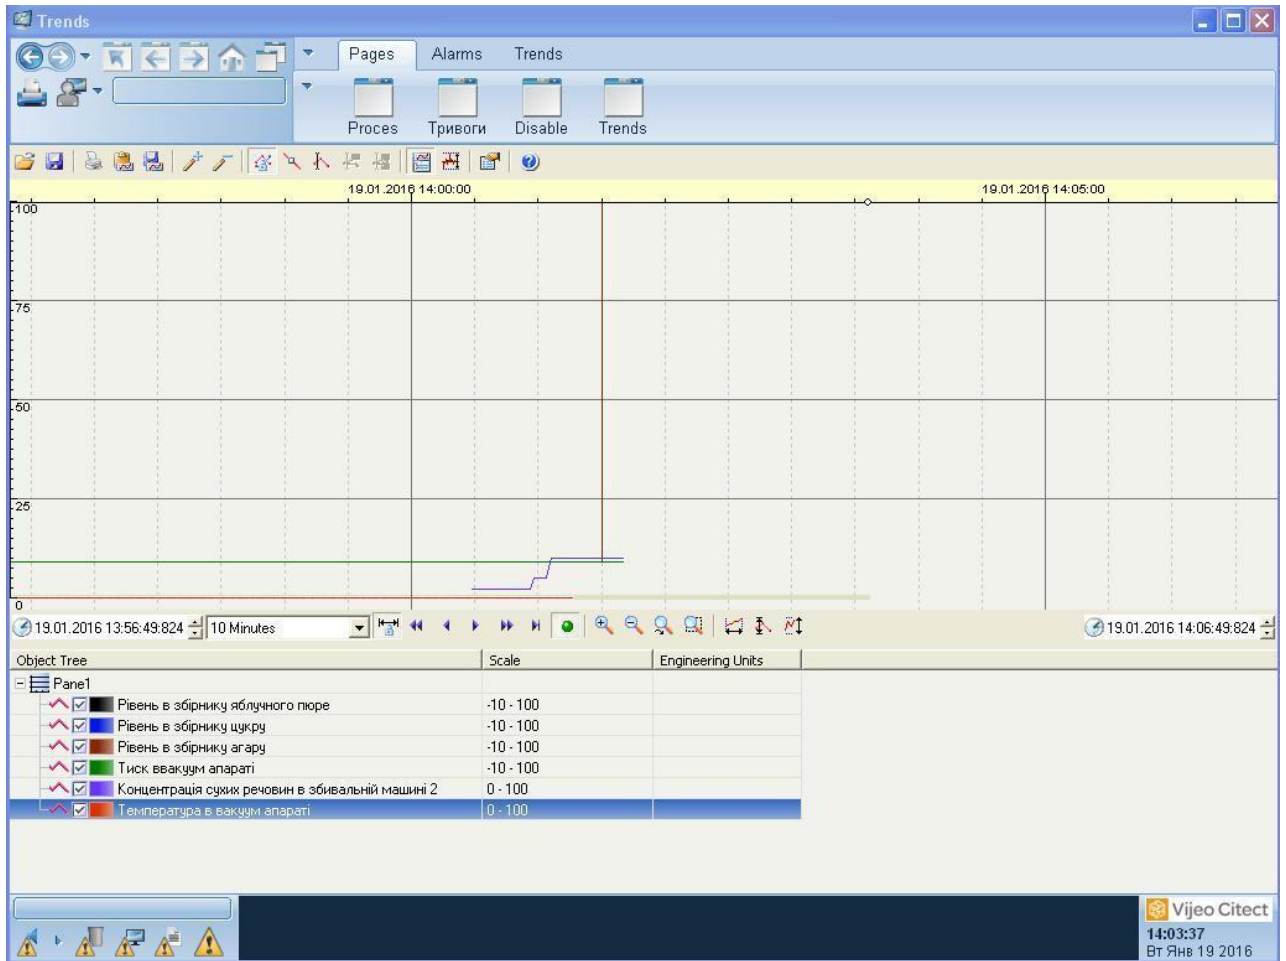 Trends
Pages Alarms Trends
Proces Тривоги Disable Trends
19.01.2016 14:00:00 19.01.2016 14:05:00
100
75
50
25
0
19.01.2016 13:56:49:824 10 Minutes 19.01.2016 14:06:49:824
Object Tree Scale Engineering Units
Pane1
Рівень в збірнику яблучного пюре -10 - 100
Рівень в збірнику цукру -10 - 100
Рівень в збірнику агару -10 - 100
Тиск ввакуум апараті -10 - 100
Концентрація сухих речовин в збивальній машині 2 0 - 100
Температура в вакуум апараті 0 - 100
Vijeo Citect
14:03:37
Вт Янв 19 2016